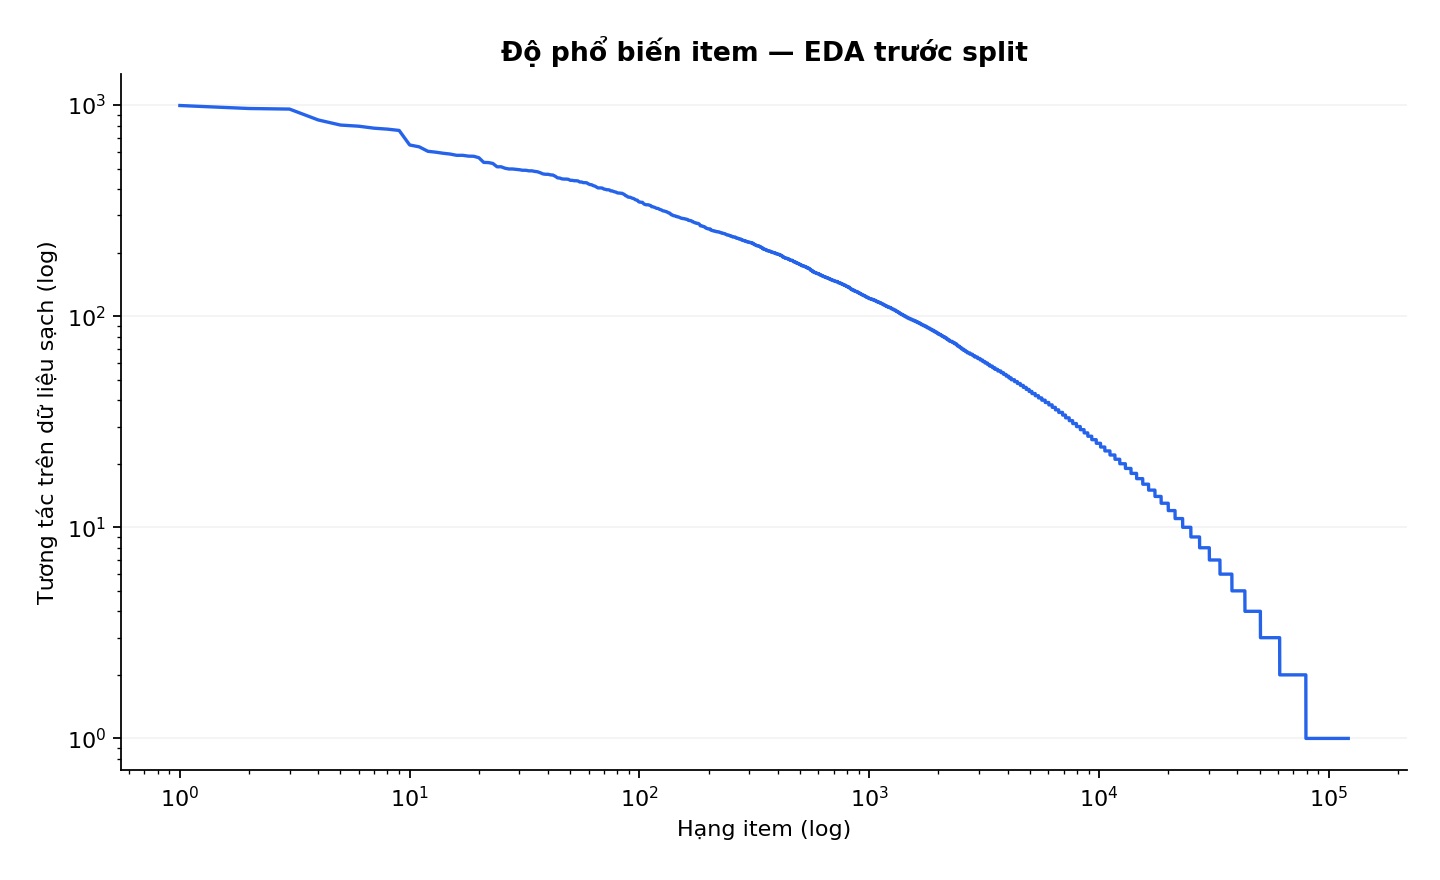 Độ phổ biến item — EDA trước split
Tương tác trên dữ liệu sạch (log)
10³
10²
10¹
10⁰
10⁰ 10¹ 10² 10³ 10⁴ 10⁵
Hạng item (log)